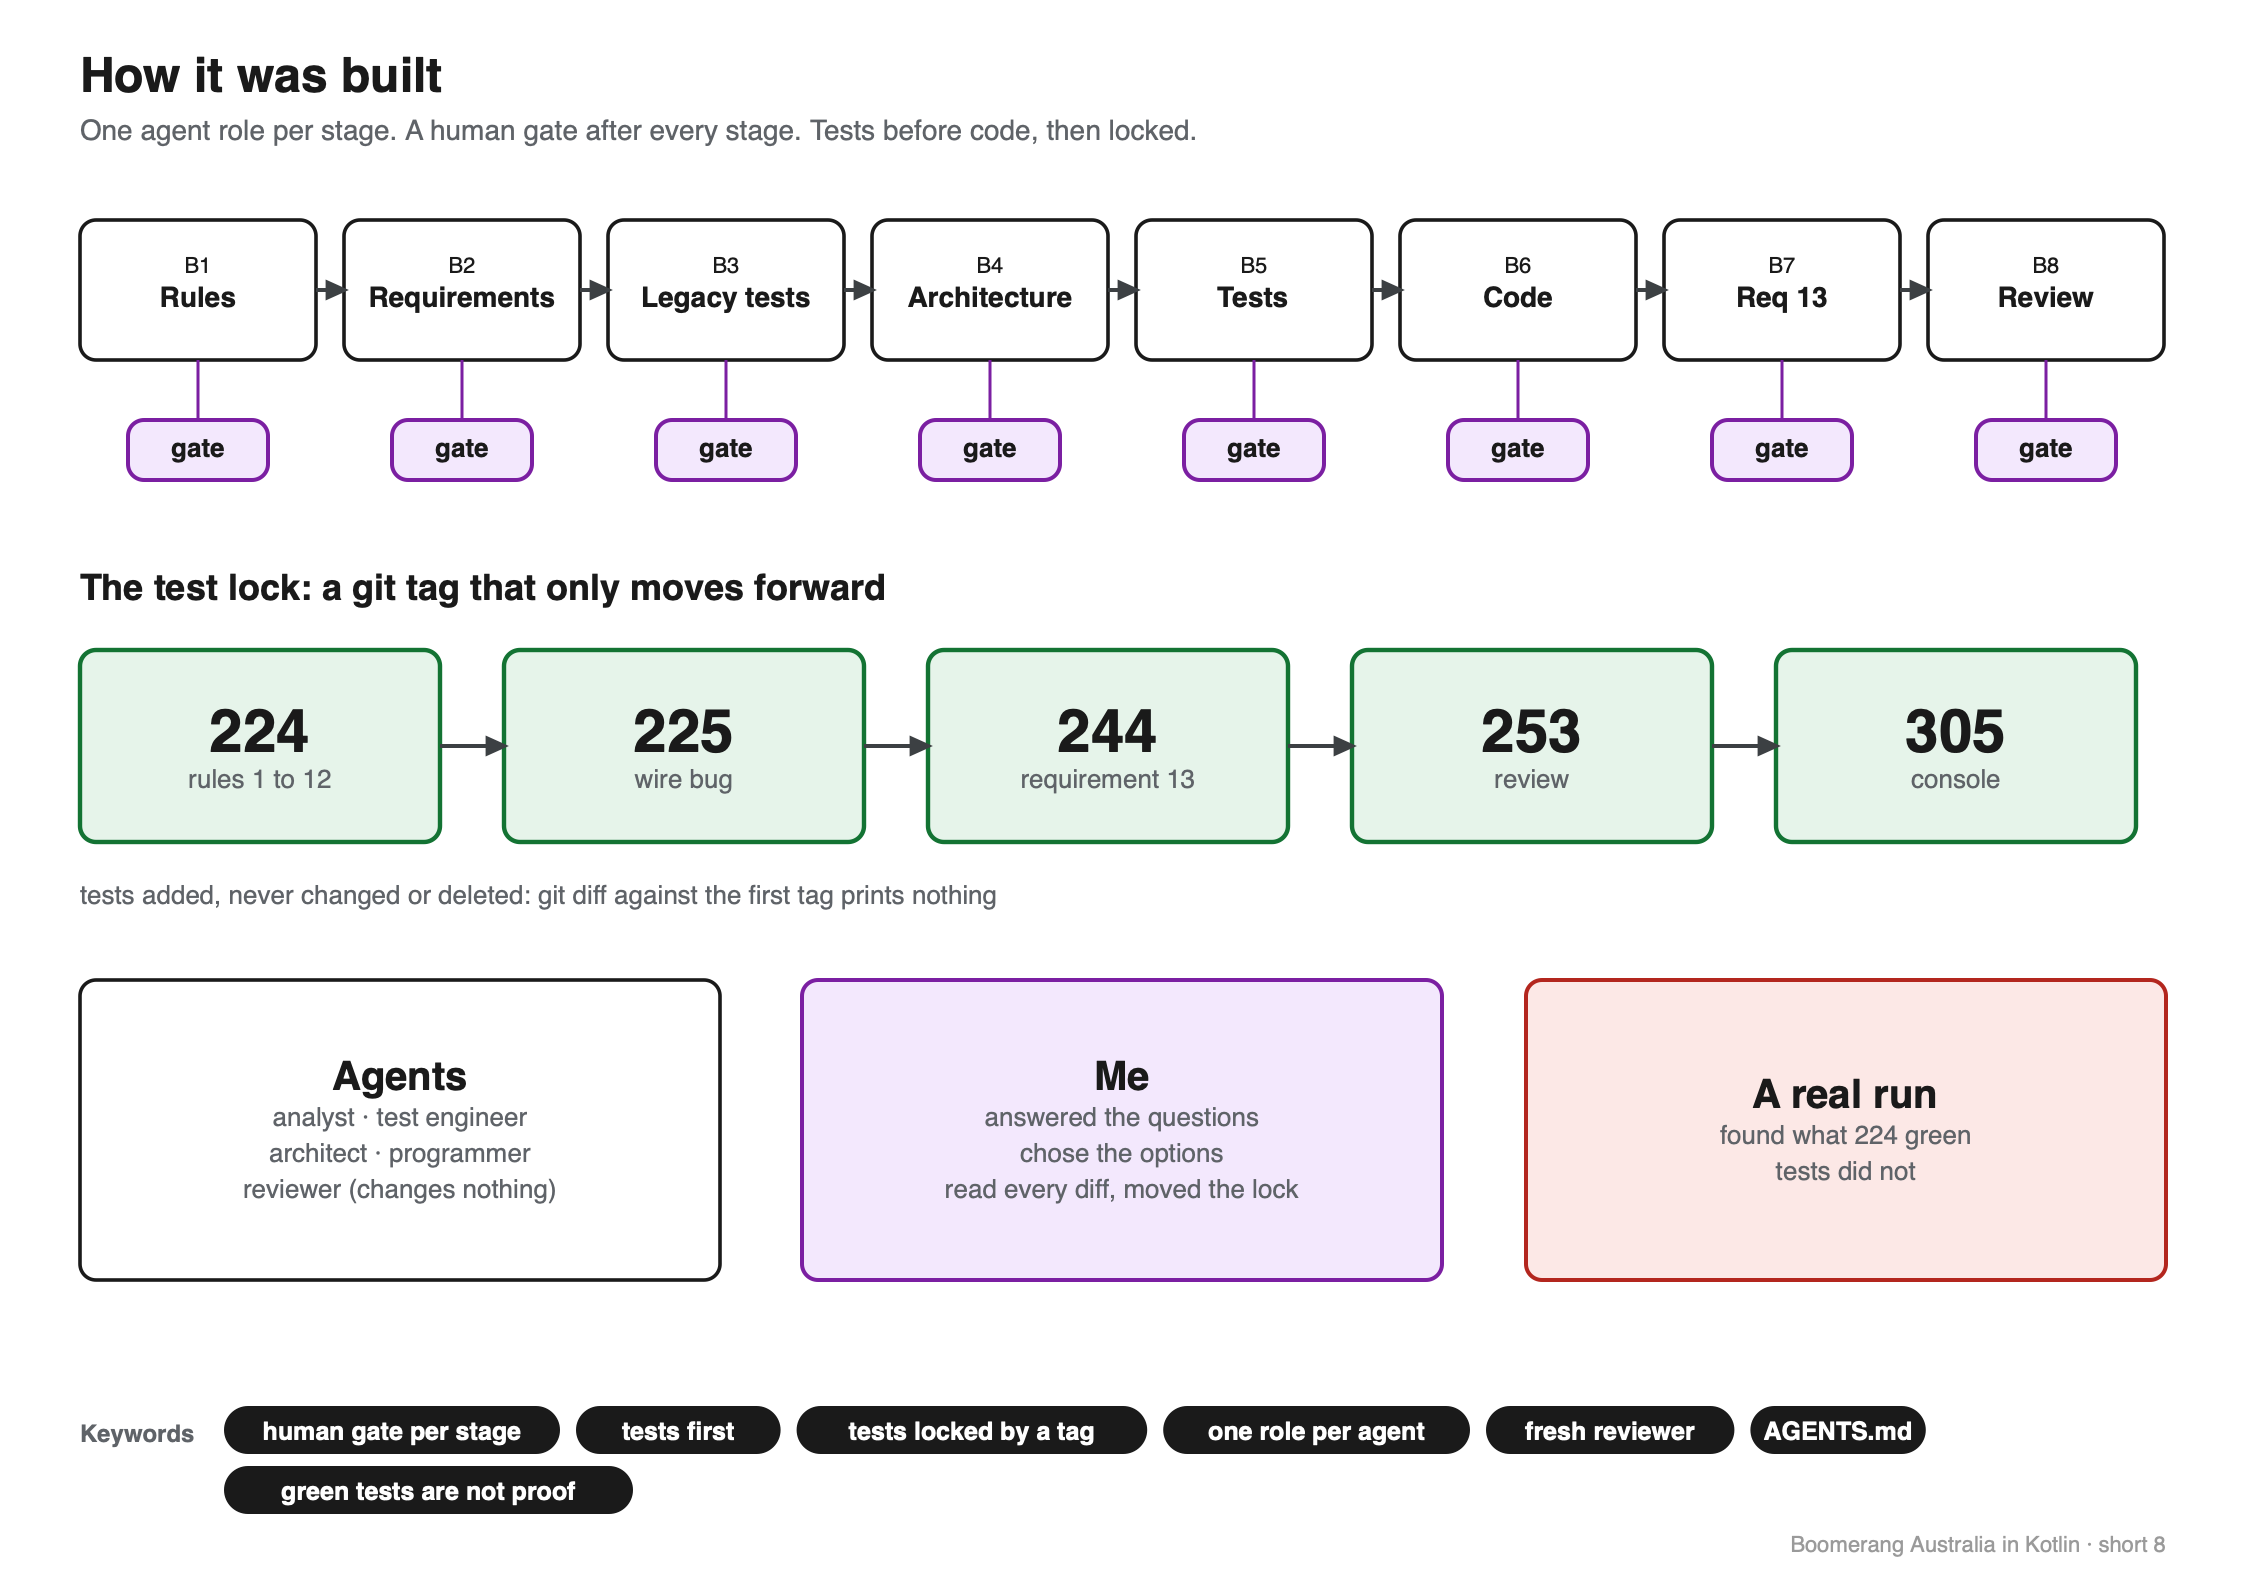 How it was built
One agent role per stage. A human gate after every stage. Tests before code, then locked.
B1
Rules
B2
Requirements
B3
Legacy tests
B4
Architecture
B5
Tests
B6
Code
B7
Req 13
B8
Review
gate
gate
gate
gate
gate
gate
gate
gate
The test lock: a git tag that only moves forward
224
rules 1 to 12
225
wire bug
244
requirement 13
253
review
305
console
tests added, never changed or deleted: git diff against the first tag prints nothing
Agents
analyst · test engineer
architect · programmer
reviewer (changes nothing)
Me
answered the questions
chose the options
read every diff, moved the lock
A real run
found what 224 green
tests did not
Keywords
human gate per stage
tests first
tests locked by a tag
one role per agent
fresh reviewer
AGENTS.md
green tests are not proof
Boomerang Australia in Kotlin · short 8